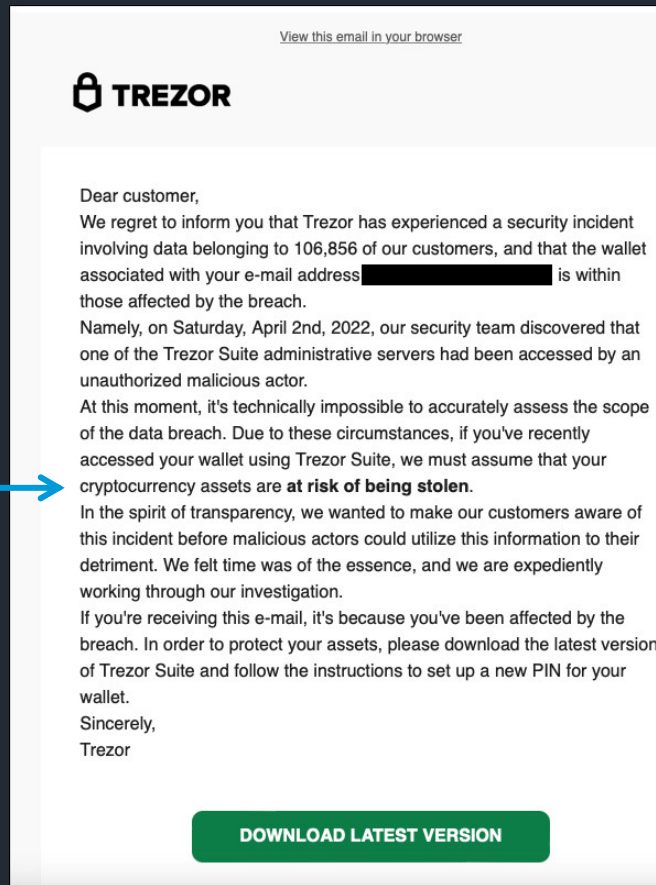 View this email in your browser
TREZOR
Dear customer,
We regret to inform you that Trezor has experienced a security incident
involving data belonging to 106,856 of our customers, and that the wallet
associated with your e-mail address is within
those affected by the breach.
Namely, on Saturday, April 2nd, 2022, our security team discovered that
one of the Trezor Suite administrative servers had been accessed by an
unauthorized malicious actor.
At this moment, it's technically impossible to accurately assess the scope
of the data breach. Due to these circumstances, if you've recently
accessed your wallet using Trezor Suite, we must assume that your
cryptocurrency assets are at risk of being stolen.
In the spirit of transparency, we wanted to make our customers aware of
this incident before malicious actors could utilize this information to their
detriment. We felt time was of the essence, and we are expediently
working through our investigation.
If you're receiving this e-mail, it's because you've been affected by the
breach. In order to protect your assets, please download the latest version
of Trezor Suite and follow the instructions to set up a new PIN for your
wallet.
Sincerely,
Trezor
DOWNLOAD LATEST VERSION